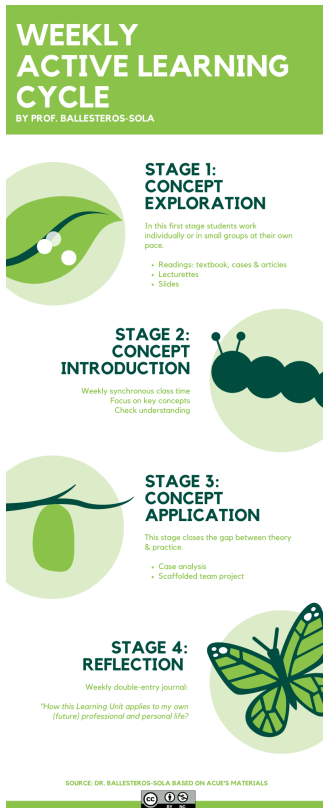 WEEKLY
ACTIVE LEARNING
CYCLE
BY PROF. BALLESTEROS-SOLA
STAGE 1:
CONCEPT
EXPLORATION
In this first stage students work
individually or in small groups at their own
pace.
• Readings: textbook, cases & articles
• Lecturettes
• Slides
STAGE 2:
CONCEPT
INTRODUCTION
Weekly synchronous class time
Focus on key concepts
Check understanding
STAGE 3:
CONCEPT
APPLICATION
This stage closes the gap between theory
& practice.
• Case analysis
• Scaffolded team project
STAGE 4:
REFLECTION
Weekly double-entry journal:
"How this Learning Unit applies to my own
(future) professional and personal life?
SOURCE: DR. BALLESTEROS-SOLA BASED ON ACUE'S MATERIALS
cc
BY NC